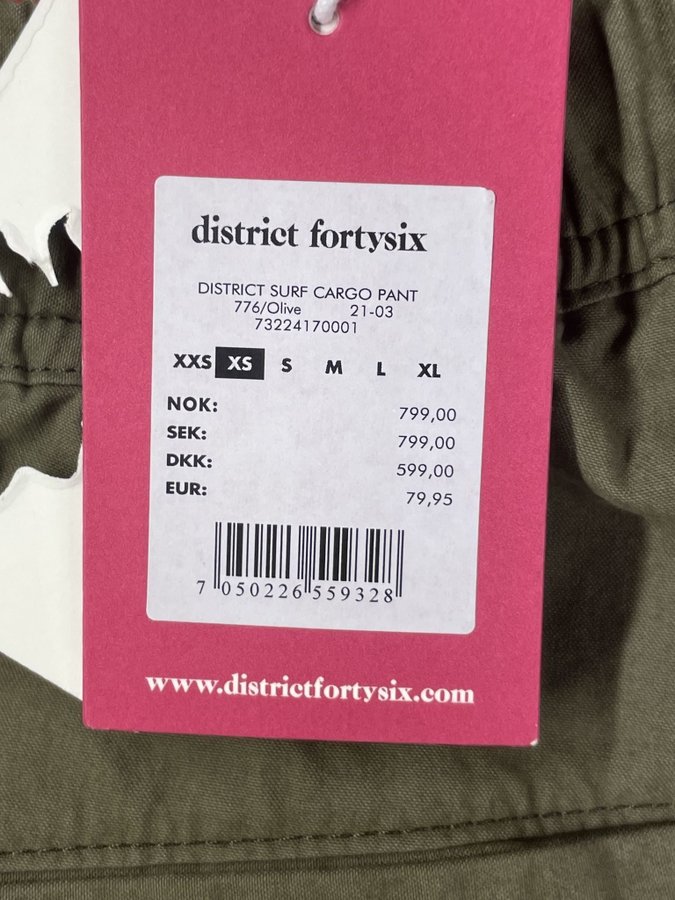 district fortysix
DISTRICT SURF CARGO PANT
776/Olive 21-03
73224170001
XXS XS S M L XL
NOK: 799,00
SEK: 799,00
DKK: 599,00
EUR: 79,95
7 050226 559328
www.districtfortysix.com